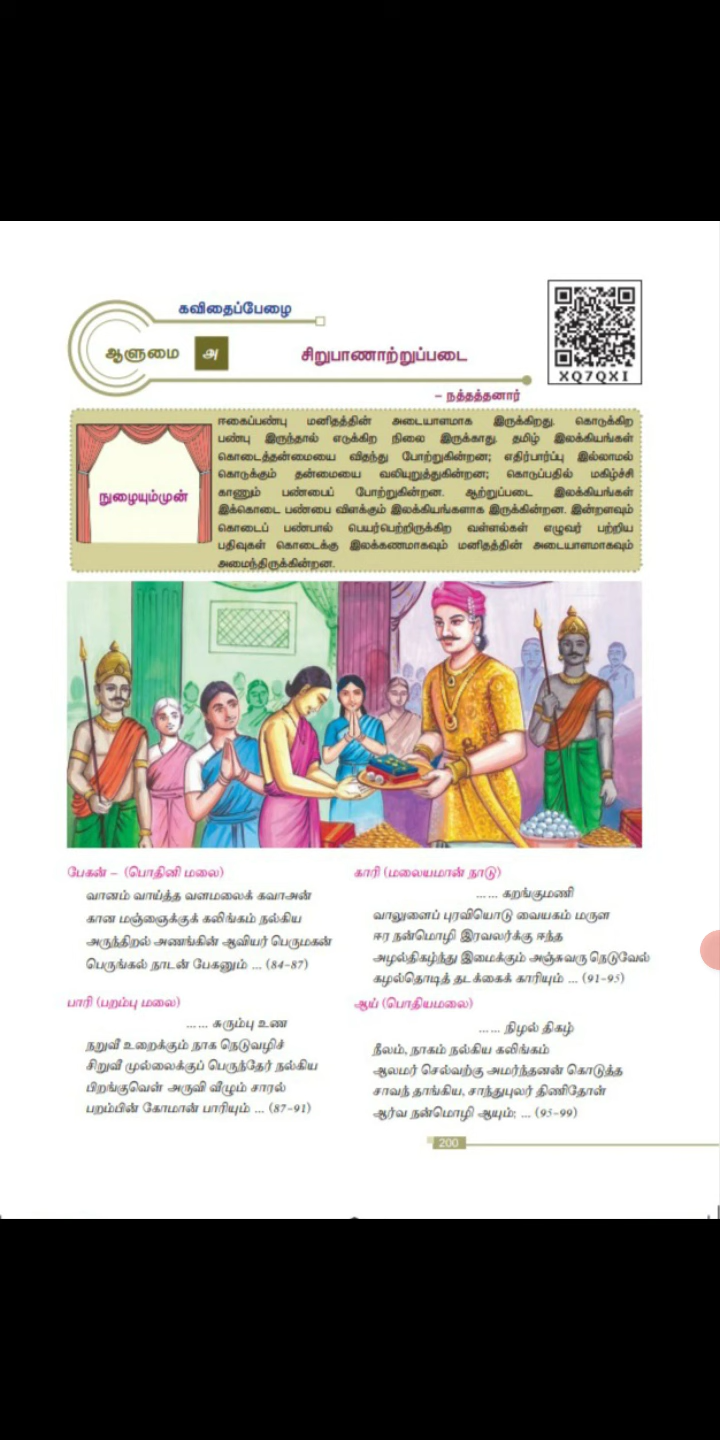 கவிதைப்பேழை
ஆளுமை
அ
சிறுபாணாற்றுப்படை
XQ7QXI
– நத்தத்தனார்
நுழையும்முன்
ஈகைப்பண்பு மனிதத்தின் அடையாளமாக இருக்கிறது. கொடுக்கிற
பண்பு இருந்தால் எடுக்கிற நிலை இருக்காது. தமிழ் இலக்கியங்கள்
கொடைத்தன்மையை விதந்து போற்றுகின்றன; எதிர்பார்ப்பு இல்லாமல்
கொடுக்கும் தன்மையை வலியுறுத்துகின்றன; கொடுப்பதில் மகிழ்ச்சி
காணும் பண்பைப் போற்றுகின்றன. ஆற்றுப்படை இலக்கியங்கள்
இக்கொடை பண்பை விளக்கும் இலக்கியங்களாக இருக்கின்றன. இன்றளவும்
கொடைப் பண்பால் பெயர்பெற்றிருக்கிற வள்ளல்கள் எழுவர் பற்றிய
பதிவுகள் கொடைக்கு இலக்கணமாகவும் மனிதத்தின் அடையாளமாகவும்
அமைந்திருக்கின்றன.
பேகன் – (பொதினி மலை)
வானம் வாய்த்த வளமலைக் கவாஅன்
கான மஞ்ஞைக்குக் கலிங்கம் நல்கிய
அருந்திறல் அணங்கின் ஆவியர் பெருமகன்
பெருங்கல் நாடன் பேகனும் ... (84-87)
பாரி (பறம்பு மலை)
...... சுரும்பு உண
நறுவீ உறைக்கும் நாக நெடுவழிச்
சிறுவீ முல்லைக்குப் பெருந்தேர் நல்கிய
பிறங்குவெள் அருவி வீழும் சாரல்
பறம்பின் கோமான் பாரியும் ... (87-91)
காரி (மலையமான் நாடு)
...... கறங்குமணி
வாலுளைப் புரவியொடு வையகம் மருள
ஈர நன்மொழி இரவலர்க்கு ஈந்த
அழல்திகழ்ந்து இமைக்கும் அஞ்சுவரு நெடுவேல்
கழல்தொடித் தடக்கைக் காரியும் ... (91-95)
ஆய் (பொதியமலை)
...... நிழல் திகழ்
நீலம், நாகம் நல்கிய கலிங்கம்
ஆலமர் செல்வற்கு அமர்ந்தனன் கொடுத்த
சாவந் தாங்கிய, சாந்துபுலர் திணிதோள்
ஆர்வ நன்மொழி ஆயும்; ... (95-99)
200